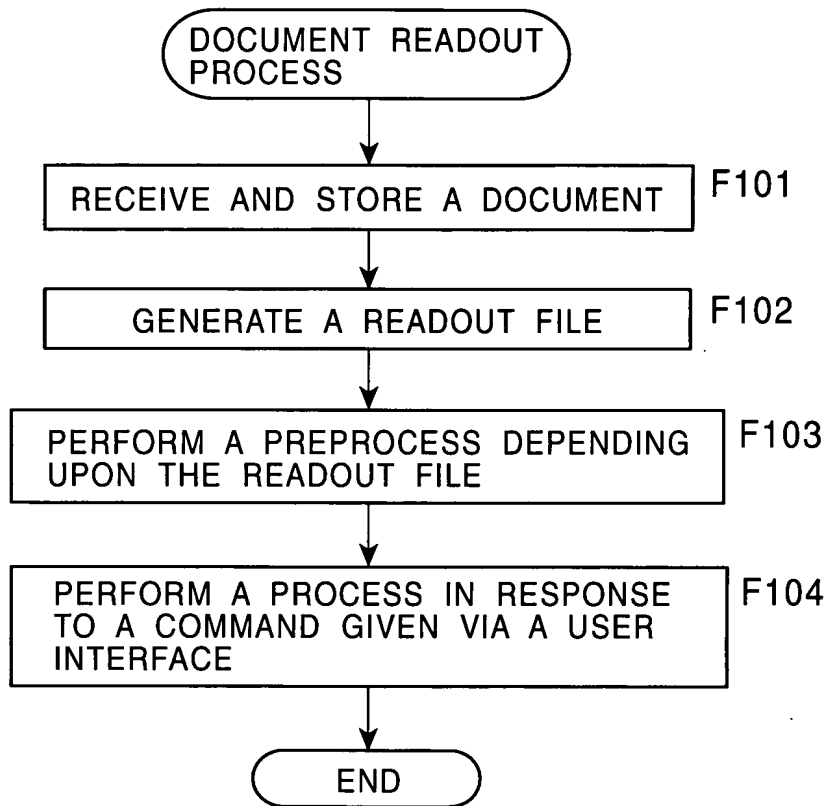 DOCUMENT READOUT
PROCESS
RECEIVE AND STORE A DOCUMENT
F101
GENERATE A READOUT FILE
F102
PERFORM A PREPROCESS DEPENDING
UPON THE READOUT FILE
F103
PERFORM A PROCESS IN RESPONSE
TO A COMMAND GIVEN VIA A USER
INTERFACE
F104
END